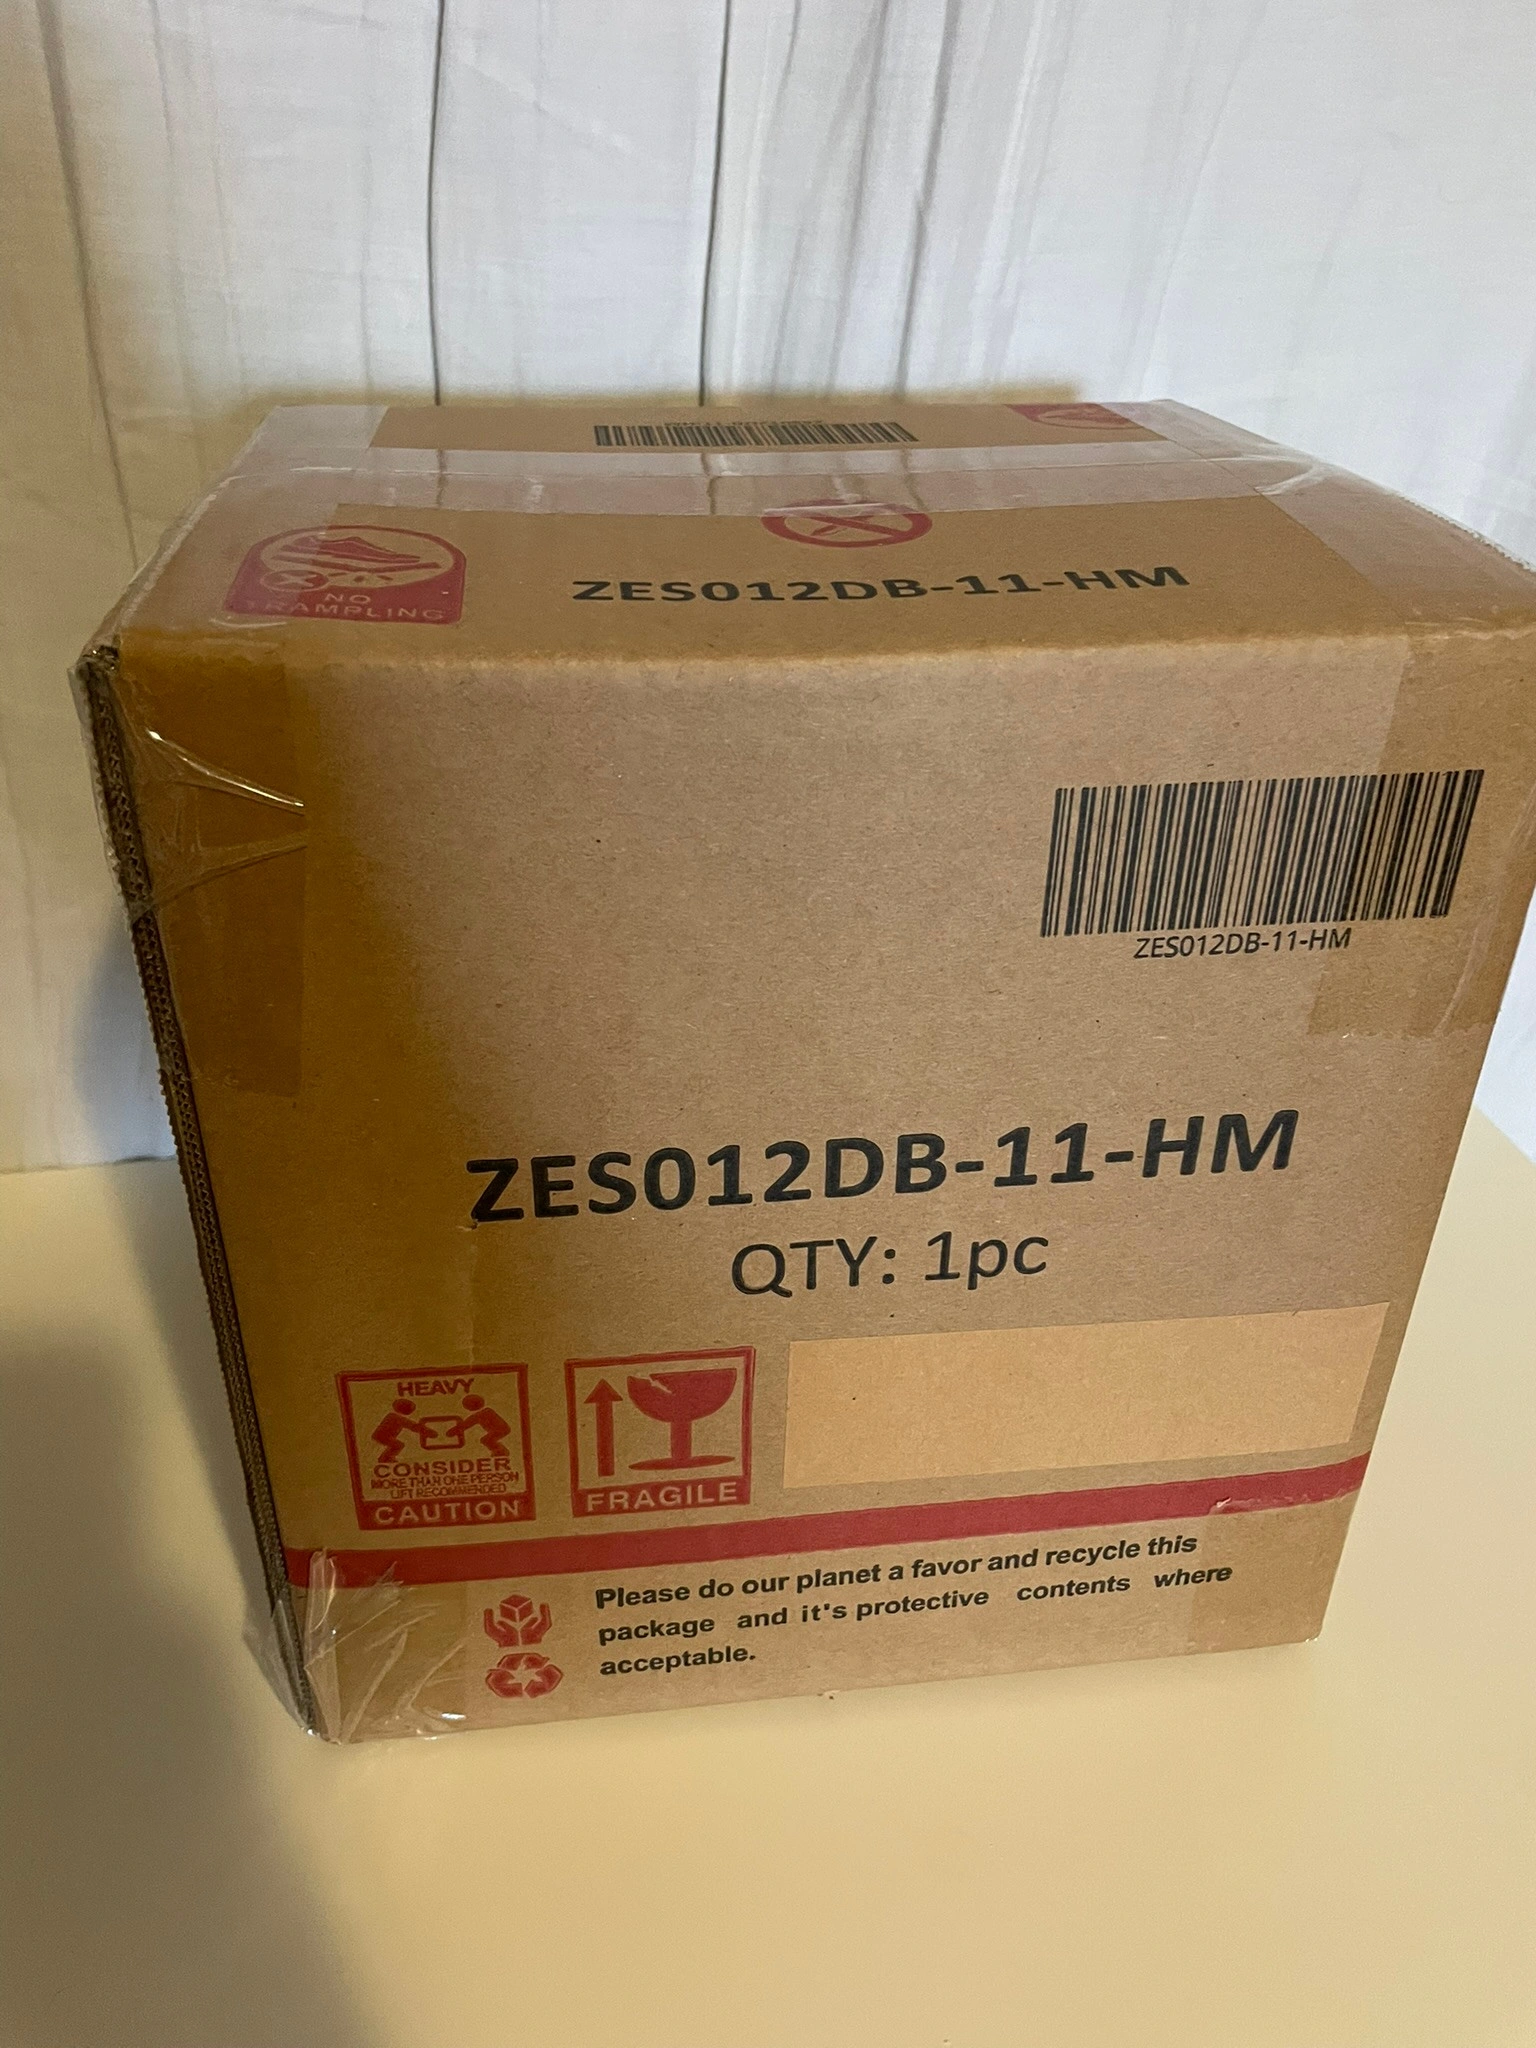 NO
TRAMPLING
ZES012DB-11-HM
ZES012DB-11-HM
ZES012DB-11-HM
QTY: 1pc
HEAVY
CONSIDER
MORE THAN ONE PERSON
LIFT RECOMMENDED
CAUTION
FRAGILE
Please do our planet a favor and recycle this
package and it's protective contents where
acceptable.